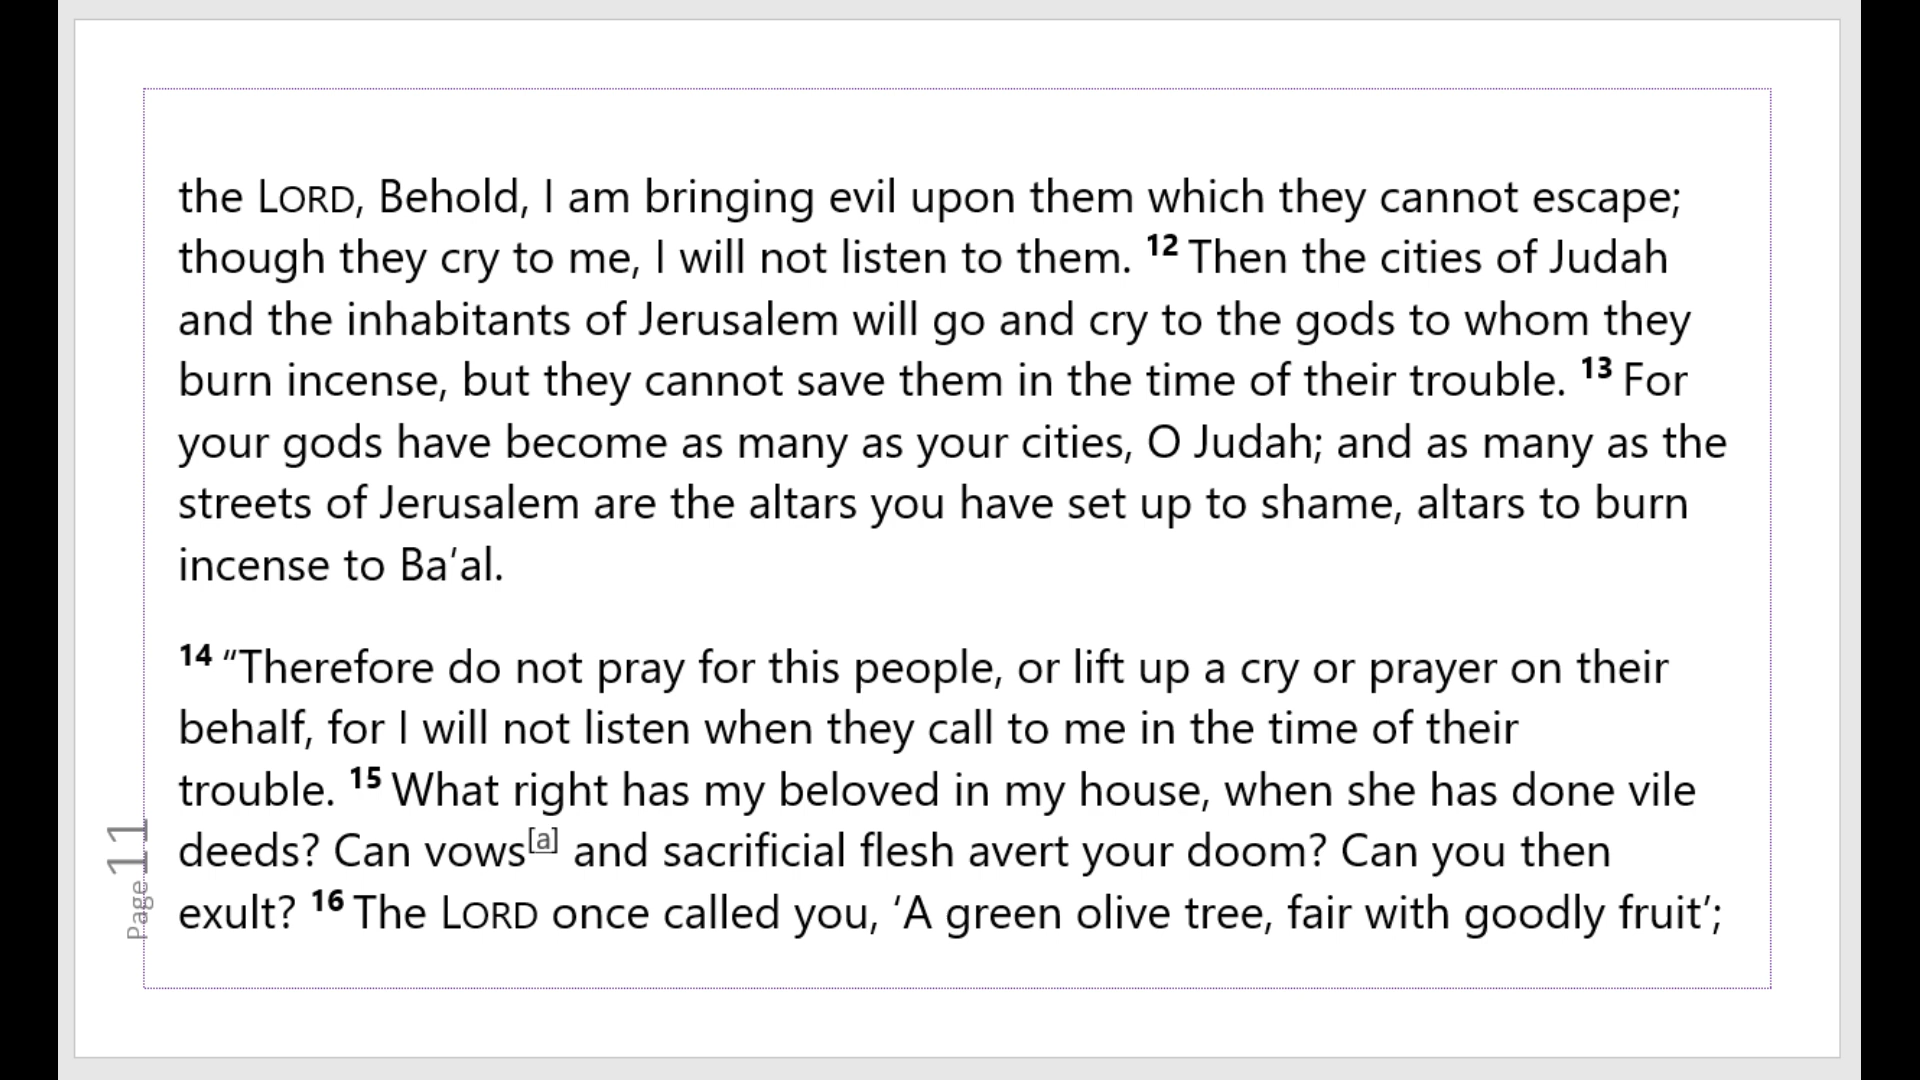 the LORD, Behold, I am bringing evil upon them which they cannot escape;
though they cry to me, I will not listen to them. 12 Then the cities of Judah
and the inhabitants of Jerusalem will go and cry to the gods to whom they
burn incense, but they cannot save them in the time of their trouble. 13 For
your gods have become as many as your cities, O Judah; and as many as the
streets of Jerusalem are the altars you have set up to shame, altars to burn
incense to Ba′al.
14 “Therefore do not pray for this people, or lift up a cry or prayer on their
behalf, for I will not listen when they call to me in the time of their
trouble. 15 What right has my beloved in my house, when she has done vile
deeds? Can vows[a] and sacrificial flesh avert your doom? Can you then
exult? 16 The LORD once called you, ‘A green olive tree, fair with goodly fruit’;
Page 11